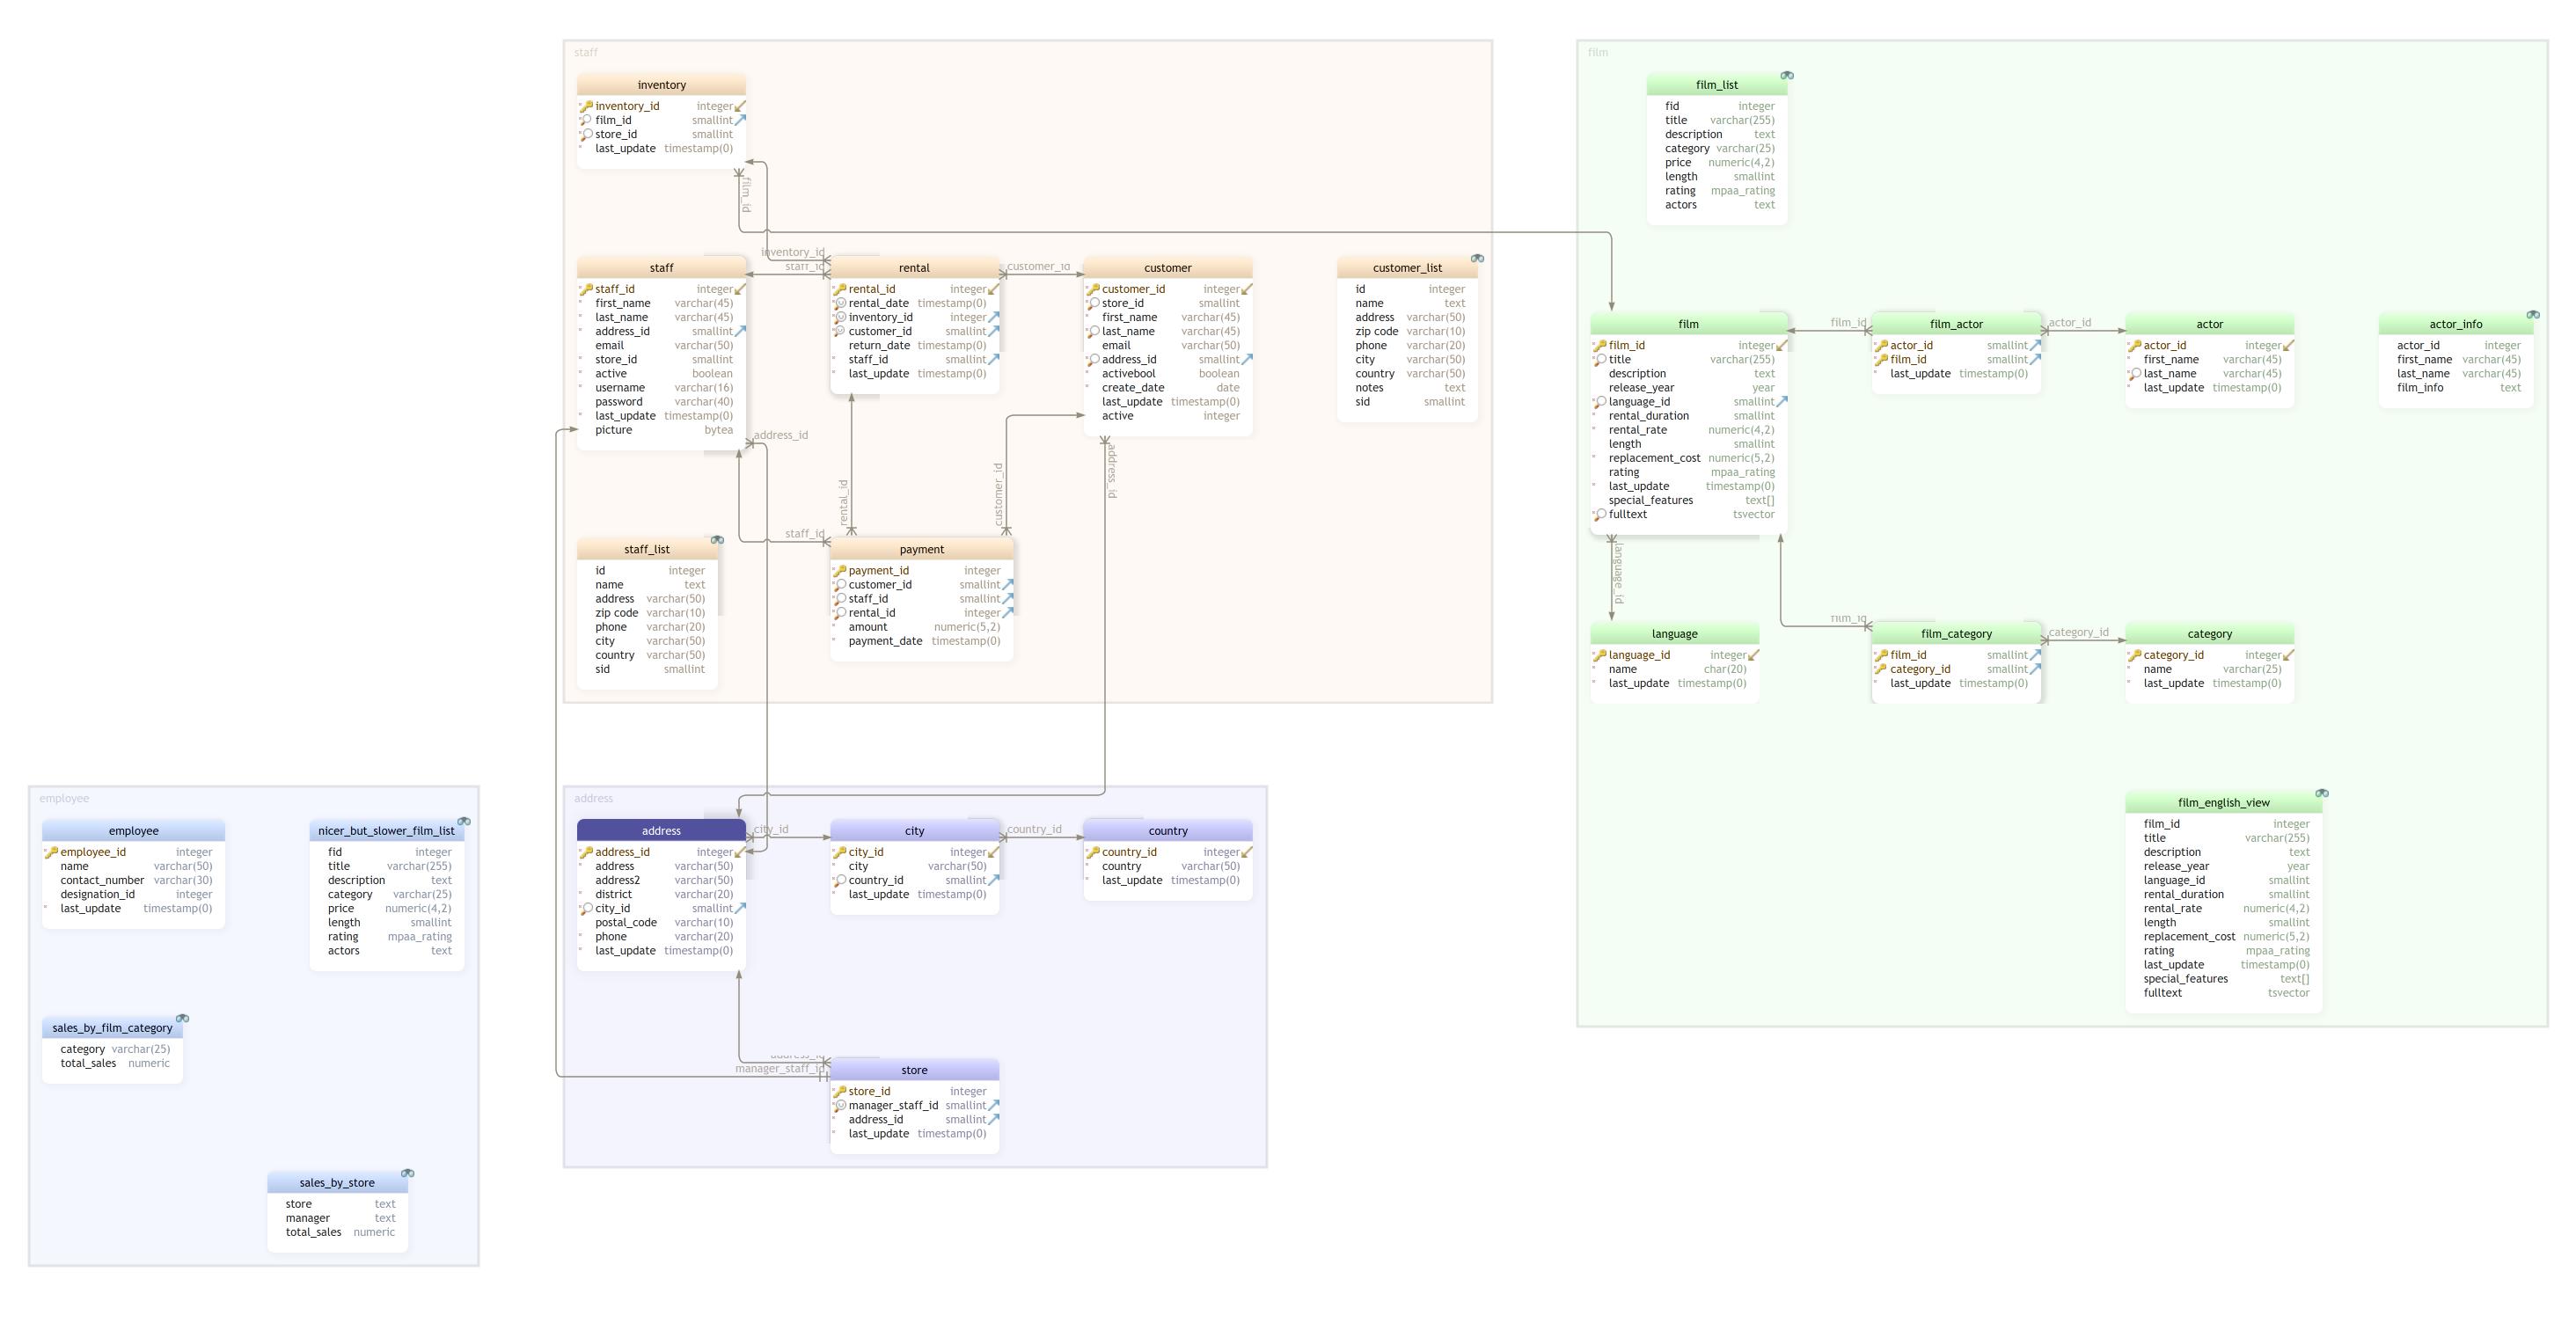 staff
inventory
inventory_id integer
film_id smallint
store_id smallint
last_update timestamp(0)
film_id
inventory_id
staff_id
customer_id
staff
staff_id integer
first_name varchar(45)
last_name varchar(45)
address_id smallint
email varchar(50)
store_id smallint
active boolean
username varchar(16)
password varchar(40)
last_update timestamp(0)
picture bytea
rental
rental_id integer
rental_date timestamp(0)
inventory_id integer
customer_id smallint
return_date timestamp(0)
staff_id smallint
last_update timestamp(0)
customer
customer_id integer
store_id smallint
first_name varchar(45)
last_name varchar(45)
email varchar(50)
address_id smallint
activebool boolean
create_date date
last_update timestamp(0)
active integer
customer_list
id integer
name text
address varchar(50)
zip code varchar(10)
phone varchar(20)
city varchar(50)
country varchar(50)
notes text
sid smallint
address_id
rental_id
customer_id
address_id
staff_id
staff_list
id integer
name text
address varchar(50)
zip code varchar(10)
phone varchar(20)
city varchar(50)
country varchar(50)
sid smallint
payment
payment_id integer
customer_id smallint
staff_id smallint
rental_id integer
amount numeric(5,2)
payment_date timestamp(0)
film
film_list
fid integer
title varchar(255)
description text
category varchar(25)
price numeric(4,2)
length smallint
rating mpaa_rating
actors text
film
film_id integer
title varchar(255)
description text
release_year year
language_id smallint
rental_duration smallint
rental_rate numeric(4,2)
length smallint
replacement_cost numeric(5,2)
rating mpaa_rating
last_update timestamp(0)
special_features text[]
fulltext tsvector
film_id
film_actor
actor_id smallint
film_id smallint
last_update timestamp(0)
actor_id
actor
actor_id integer
first_name varchar(45)
last_name varchar(45)
last_update timestamp(0)
actor_info
actor_id integer
first_name varchar(45)
last_name varchar(45)
film_info text
language_id
language
language_id integer
name char(20)
last_update timestamp(0)
film_id
film_category
film_id smallint
category_id smallint
last_update timestamp(0)
category_id
category
category_id integer
name varchar(25)
last_update timestamp(0)
film_english_view
film_id integer
title varchar(255)
description text
release_year year
language_id smallint
rental_duration smallint
rental_rate numeric(4,2)
length smallint
replacement_cost numeric(5,2)
rating mpaa_rating
last_update timestamp(0)
special_features text[]
fulltext tsvector
employee
employee
employee_id integer
name varchar(50)
contact_number varchar(30)
designation_id integer
last_update timestamp(0)
nicer_but_slower_film_list
fid integer
title varchar(255)
description text
category varchar(25)
price numeric(4,2)
length smallint
rating mpaa_rating
actors text
sales_by_film_category
category varchar(25)
total_sales numeric
sales_by_store
store text
manager text
total_sales numeric
address
address
address_id integer
address varchar(50)
address2 varchar(50)
district varchar(20)
city_id smallint
postal_code varchar(10)
phone varchar(20)
last_update timestamp(0)
city_id
city
city_id integer
city varchar(50)
country_id smallint
last_update timestamp(0)
country_id
country
country_id integer
country varchar(50)
last_update timestamp(0)
address_id
manager_staff_id
store
store_id integer
manager_staff_id smallint
address_id smallint
last_update timestamp(0)